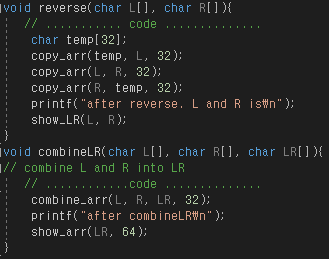 void reverse(char L[], char R[]){
// ........... code ..............
char temp[32];
copy_arr(temp, L, 32);
copy_arr(L, R, 32);
copy_arr(R, temp, 32);
printf("after reverse. L and R is₩n");
show_LR(L, R);
}
void combineLR(char L[], char R[], char LR[]){
// combine L and R into LR
// ............code ..............
combine_arr(L, R, LR, 32);
printf("after combineLR₩n");
show_arr(LR, 64);
}